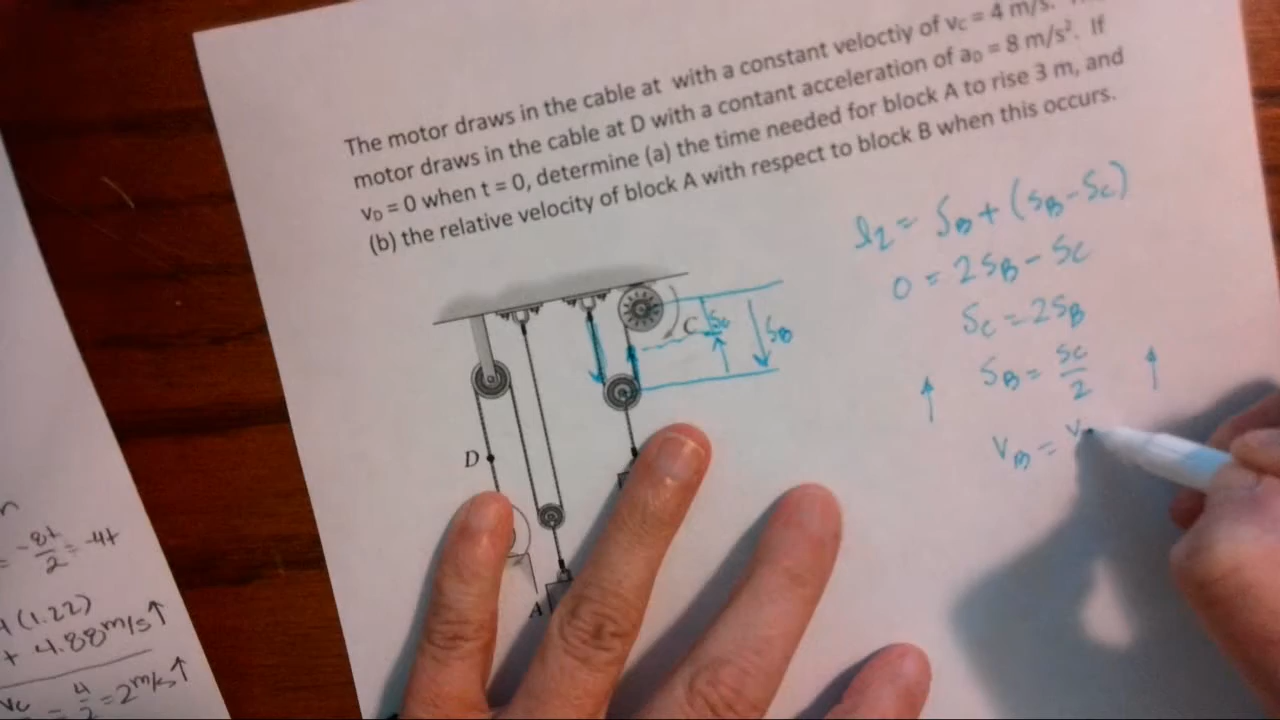 The motor draws in the cable at with a constant veloctiy of vC = 4 m/s.
motor draws in the cable at D with a contant acceleration of aD = 8 m/s². If
vD = 0 when t = 0, determine (a) the time needed for block A to rise 3 m, and
(b) the relative velocity of block A with respect to block B when this occurs.
l2 = SB + (SB - SC)
0 = 2SB - SC
SC = 2SB
SB = SC/2
VB =
C
SC
SB
D
A
= -8t/2 = -4t
(1.22)
+ 4.88 m/s ↑
VC
= 4/2 = 2 m/s ↑